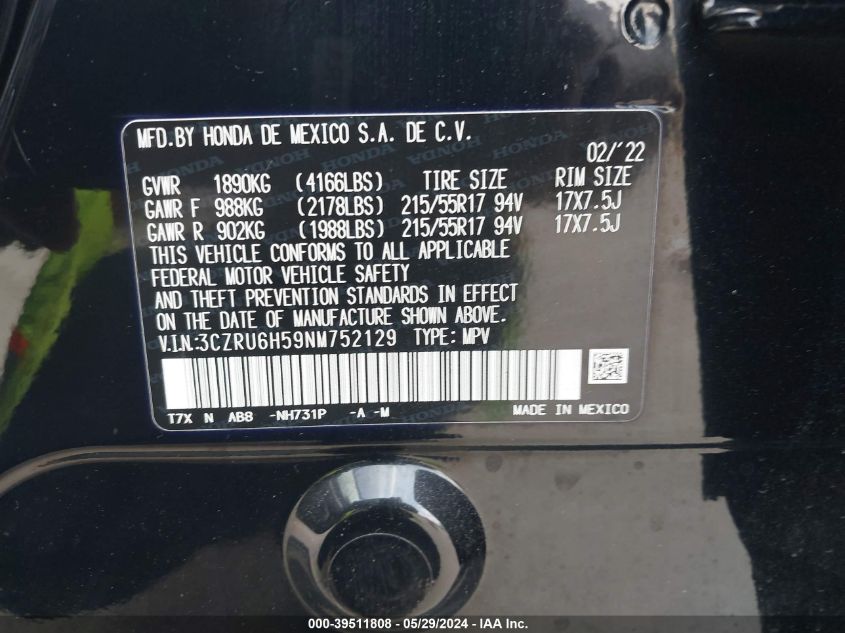 MFD.BY HONDA DE MEXICO S.A. DE C.V.
02/'22
GVWR 1890KG (4166LBS) TIRE SIZE RIM SIZE
GAWR F 988KG (2178LBS) 215/55R17 94V 17X7.5J
GAWR R 902KG (1988LBS) 215/55R17 94V 17X7.5J
THIS VEHICLE CONFORMS TO ALL APPLICABLE
FEDERAL MOTOR VEHICLE SAFETY
AND THEFT PREVENTION STANDARDS IN EFFECT
ON THE DATE OF MANUFACTURE SHOWN ABOVE.
V.I.N.:3CZRU6H59NM752129 TYPE: MPV
T7X N AB8 -NH731P -A -M MADE IN MEXICO
000-39511808 - 05/29/2024 - IAA Inc.